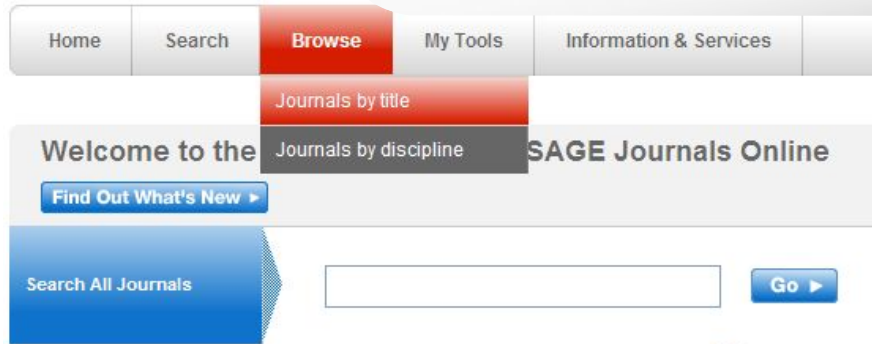 Home Search Browse My Tools Information & Services
Journals by title
Journals by discipline
Welcome to the SAGE Journals Online
Find Out What's New
Search All Journals
Go